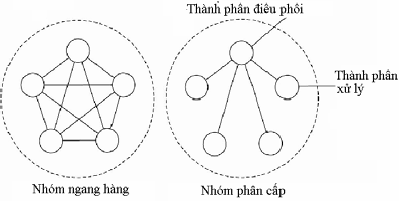 Thành phần điều phối
Thành phần
xử lý
Nhóm ngang hàng
Nhóm phân cấp